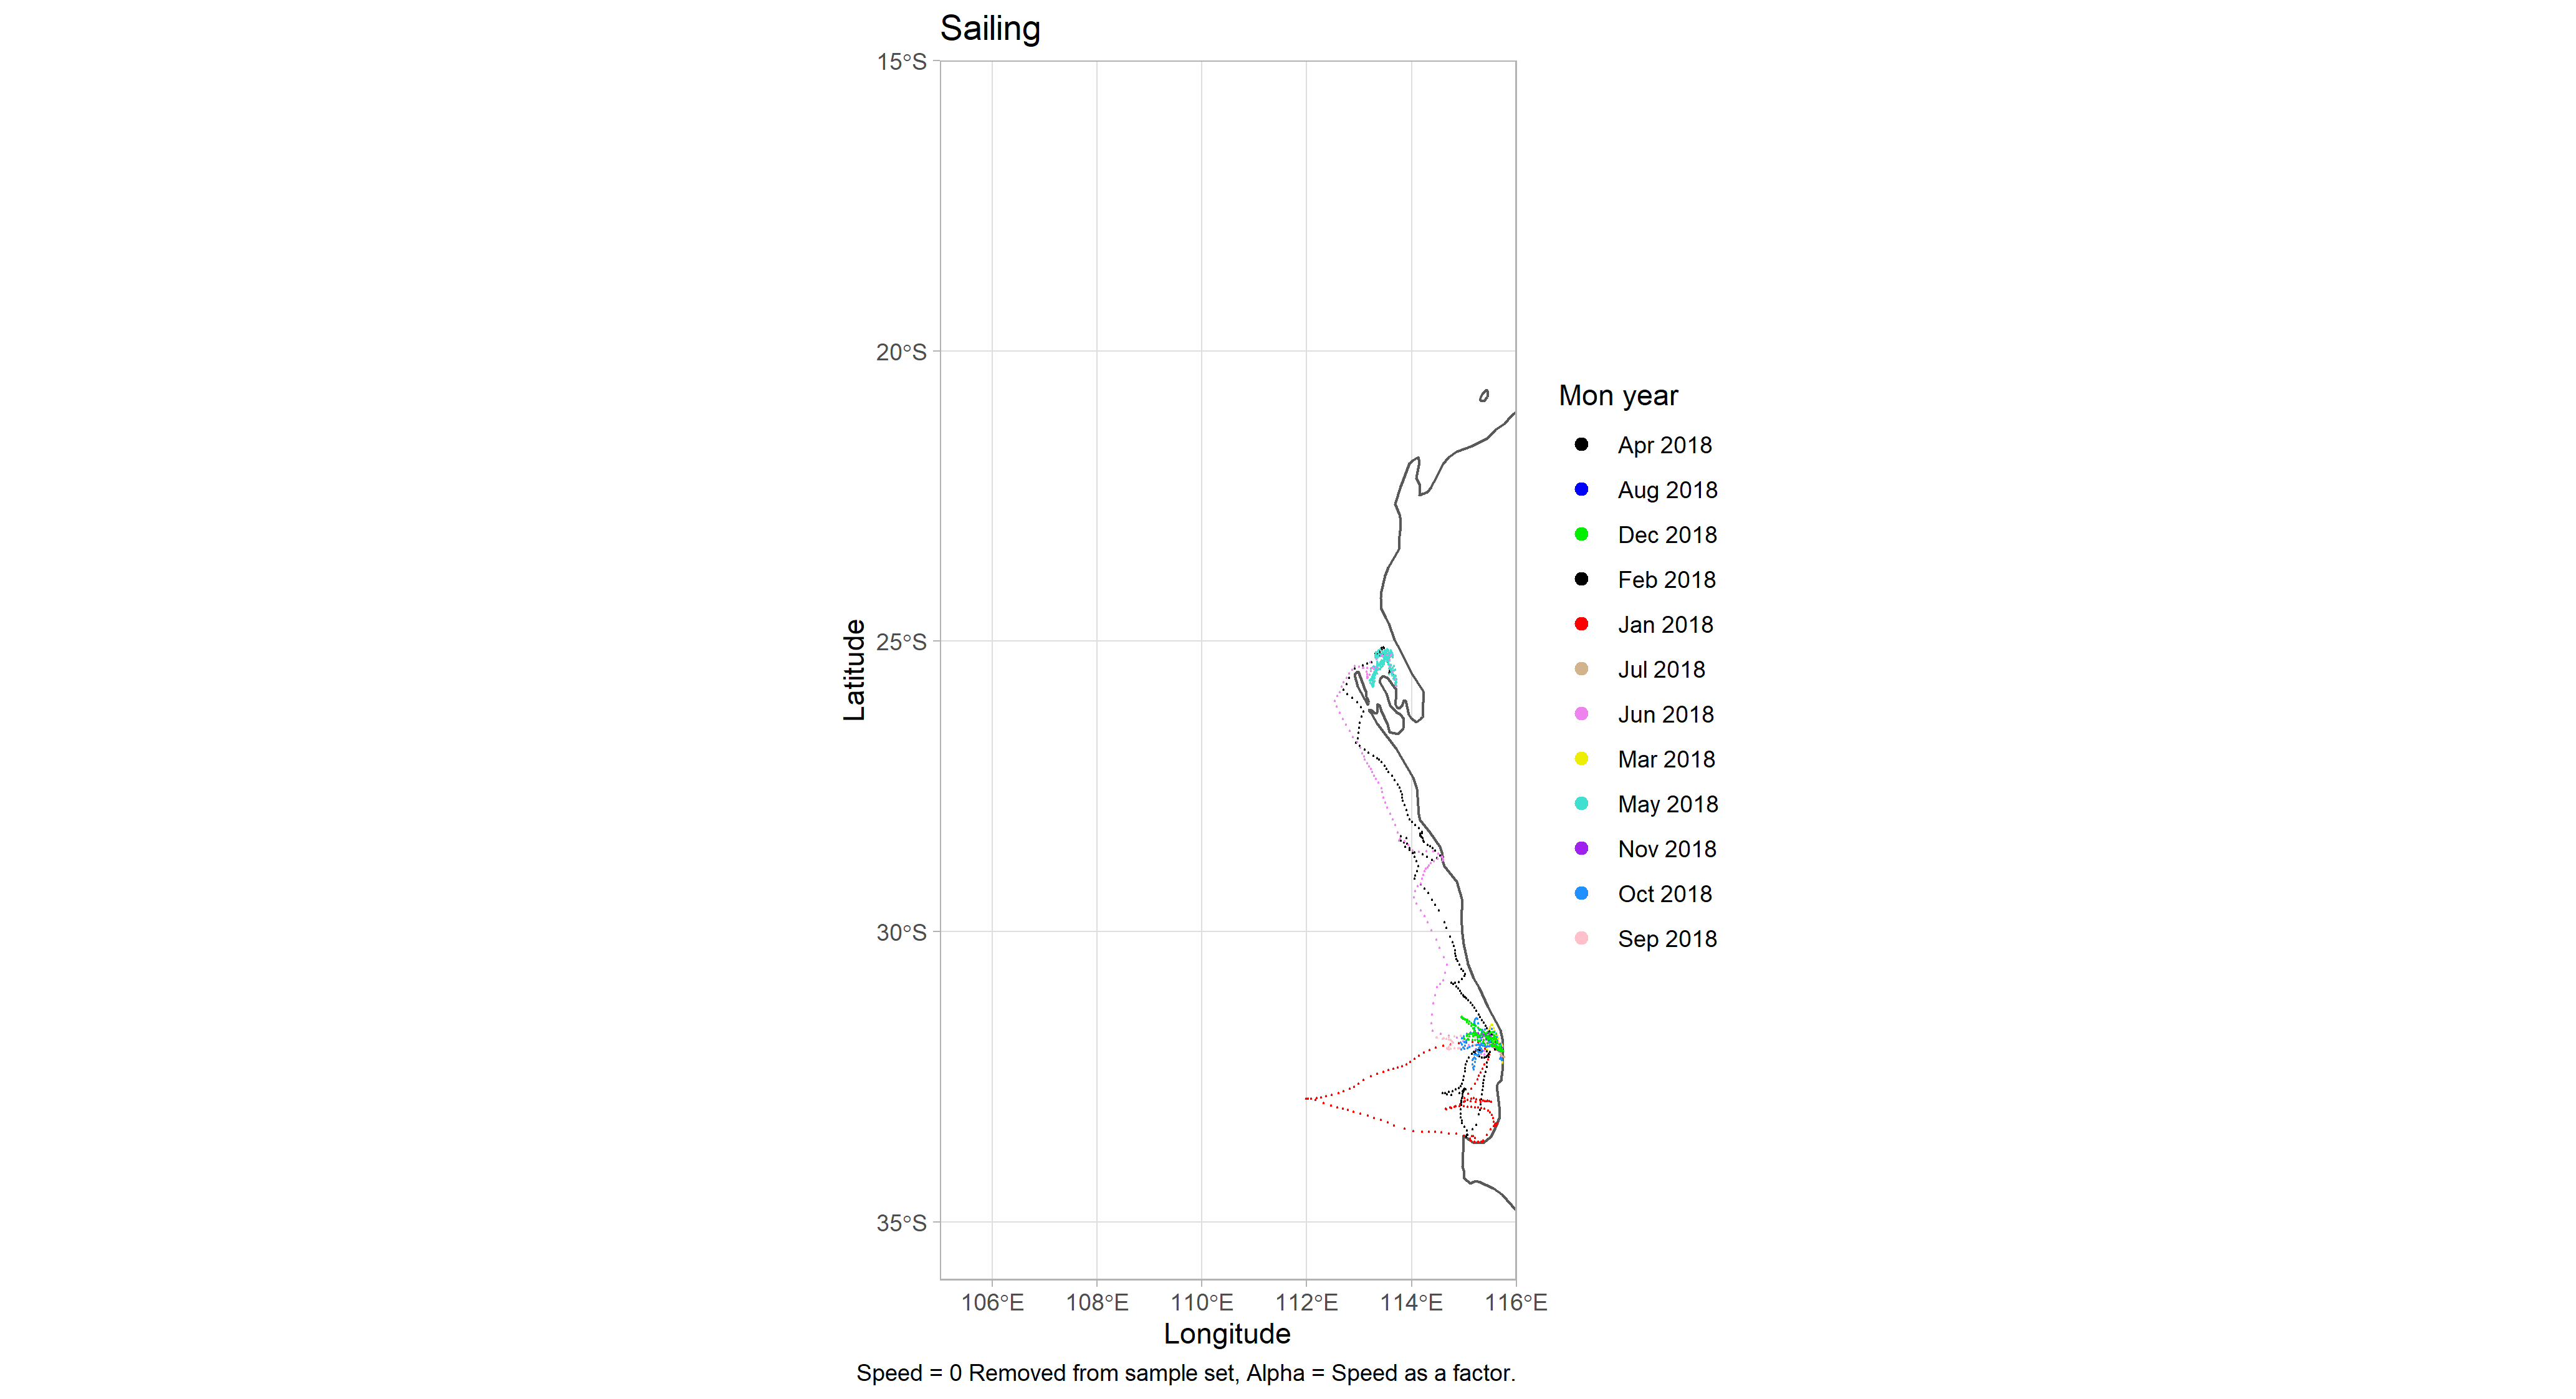 Sailing
15°S
20°S
25°S
30°S
35°S
Latitude
106°E 108°E 110°E 112°E 114°E 116°E
Longitude
Speed = 0 Removed from sample set, Alpha = Speed as a factor.
Mon year
Apr 2018
Aug 2018
Dec 2018
Feb 2018
Jan 2018
Jul 2018
Jun 2018
Mar 2018
May 2018
Nov 2018
Oct 2018
Sep 2018